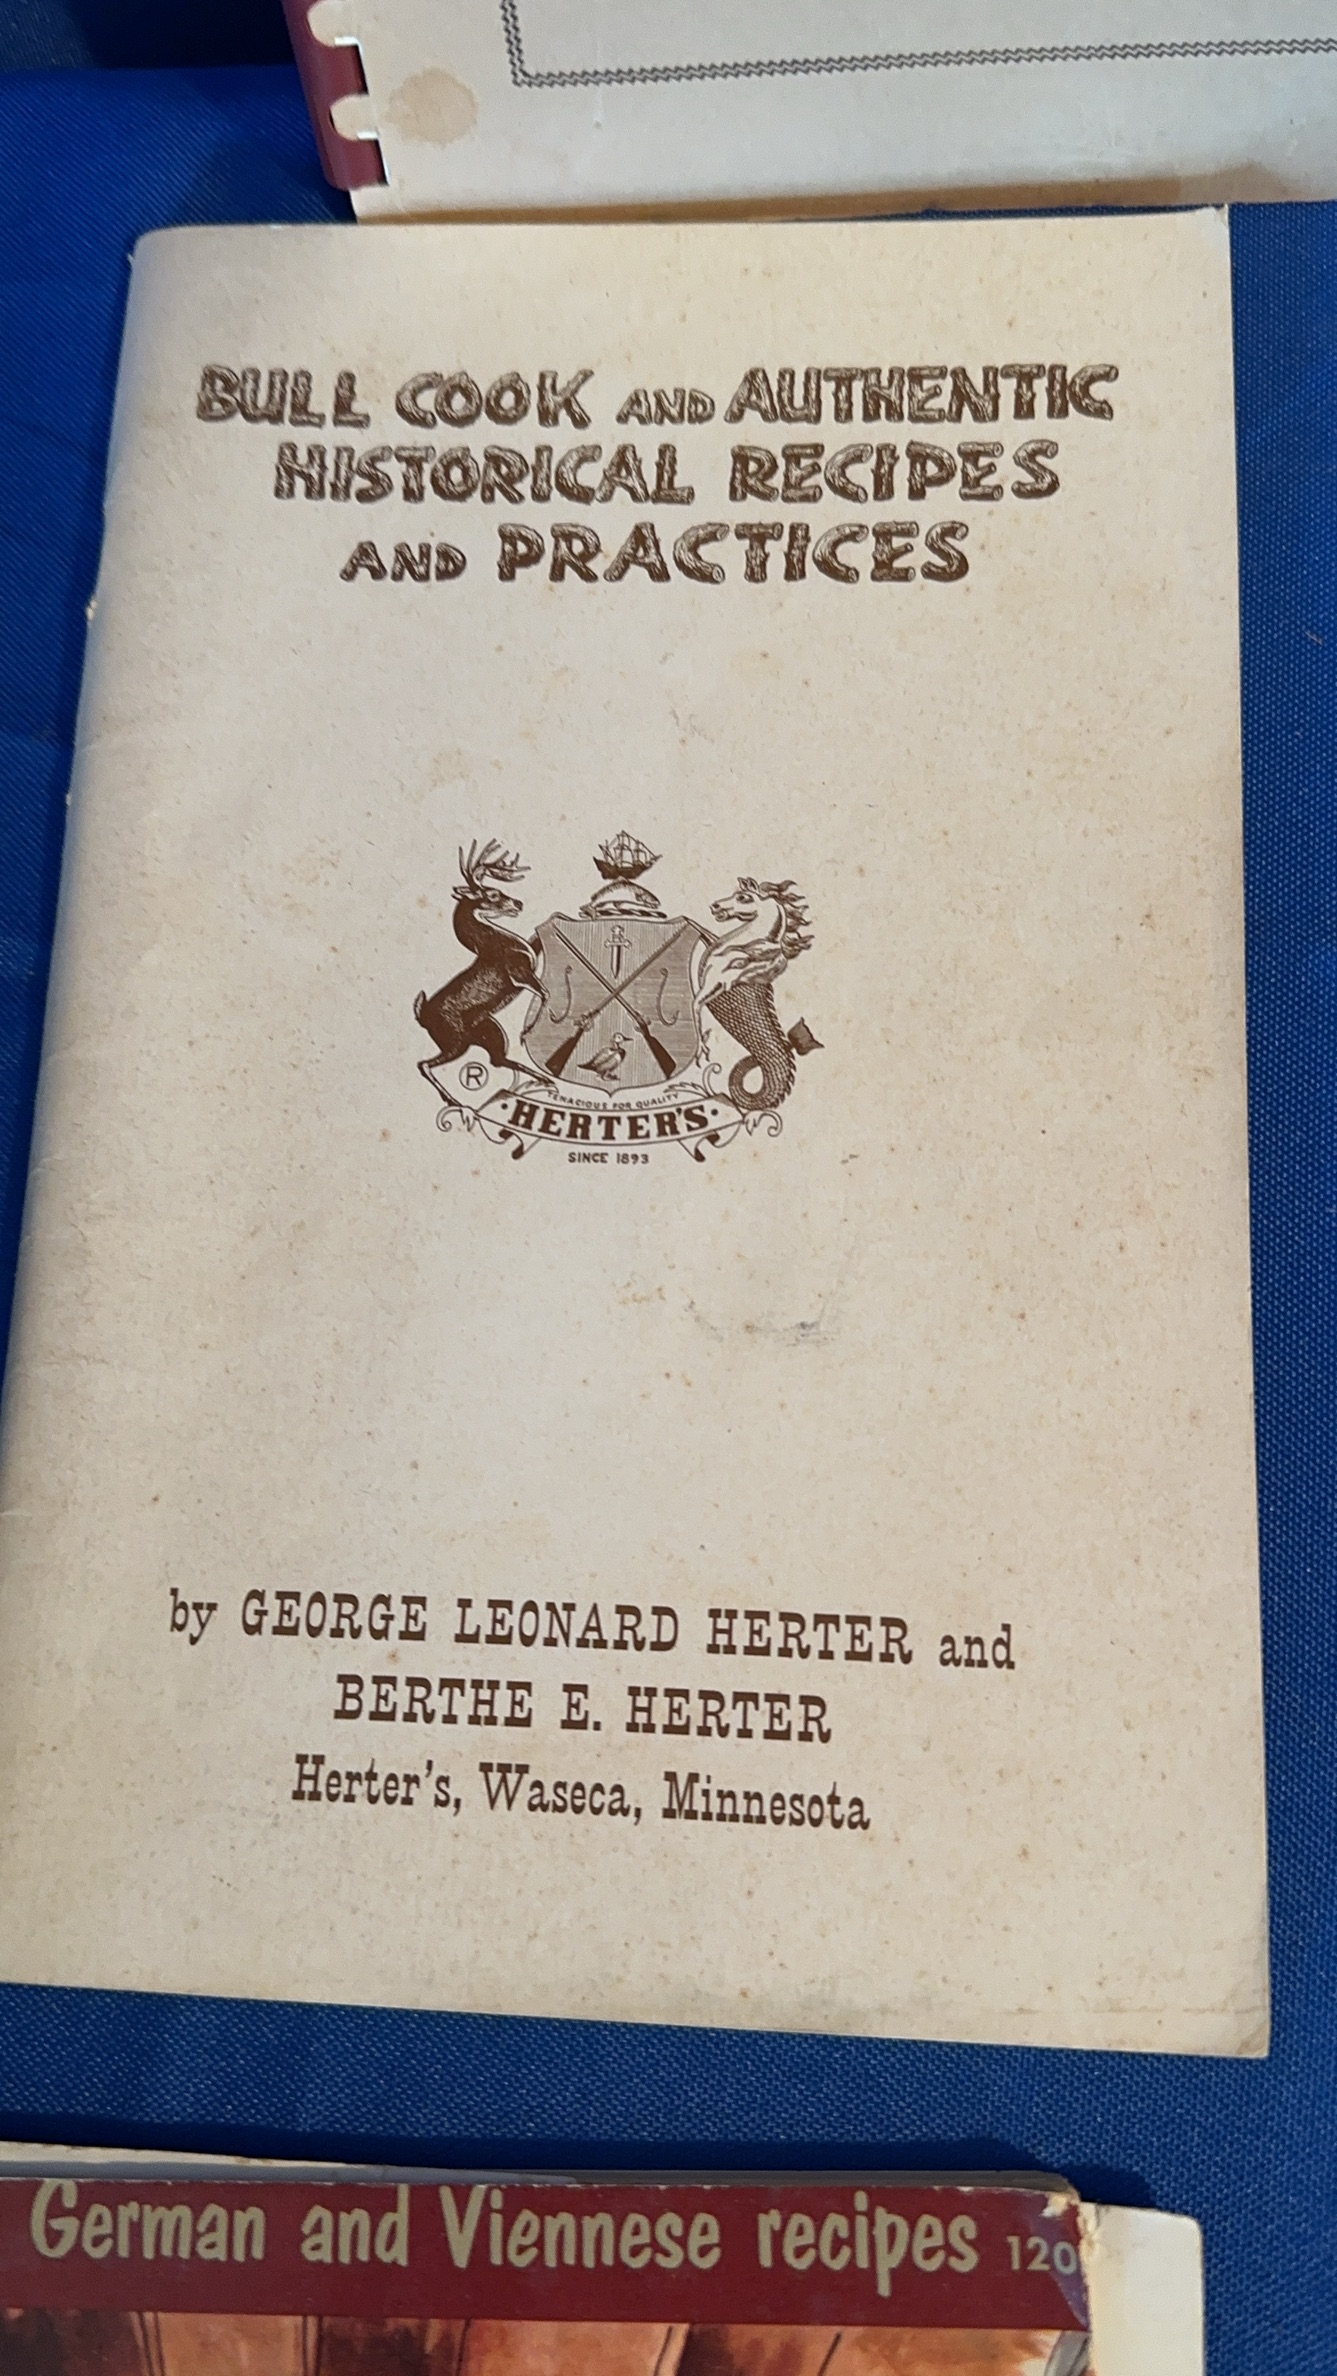 BULL COOK AND AUTHENTIC
HISTORICAL RECIPES
AND PRACTICES
R
TENACIOUS FOR QUALITY
·HERTER'S·
SINCE 1893
by GEORGE LEONARD HERTER and
BERTHE E. HERTER
Herter's, Waseca, Minnesota
German and Viennese recipes 120